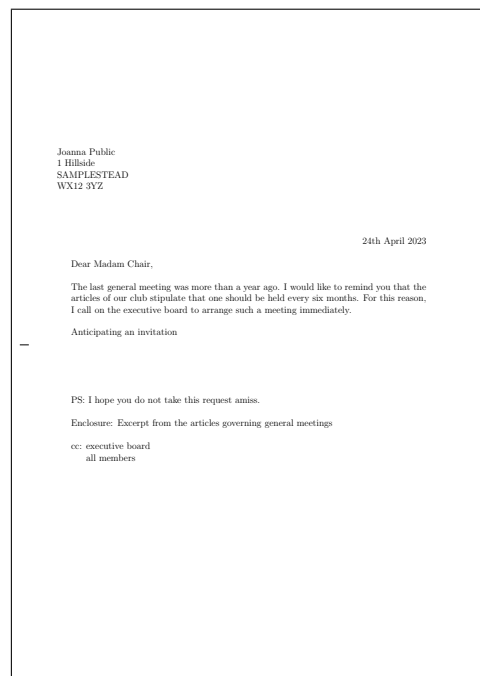 Joanna Public
1 Hillside
SAMPLESTEAD
WX12 3YZ
24th April 2023
Dear Madam Chair,
The last general meeting was more than a year ago. I would like to remind you that the
articles of our club stipulate that one should be held every six months. For this reason,
I call on the executive board to arrange such a meeting immediately.
Anticipating an invitation
PS: I hope you do not take this request amiss.
Enclosure: Excerpt from the articles governing general meetings
cc: executive board
all members